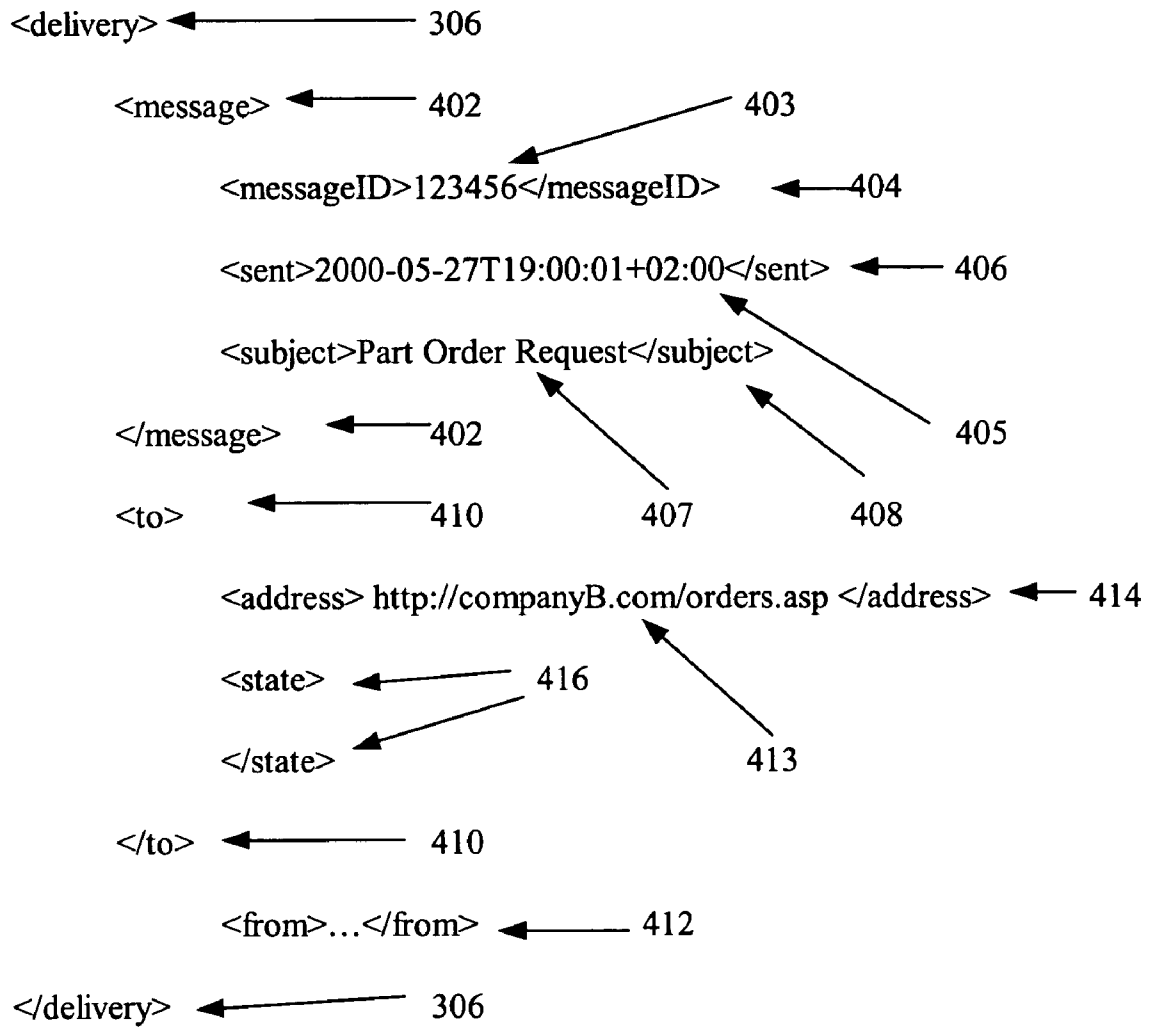 <delivery> 306
<message> 402 403
<messageID>123456</messageID> 404
<sent>2000-05-27T19:00:01+02:00</sent> 406
<subject>Part Order Request</subject>
</message> 402 405
<to> 410 407 408
<address> http://companyB.com/orders.asp </address> 414
<state> 416
</state> 413
</to> 410
<from>...</from> 412
</delivery> 306